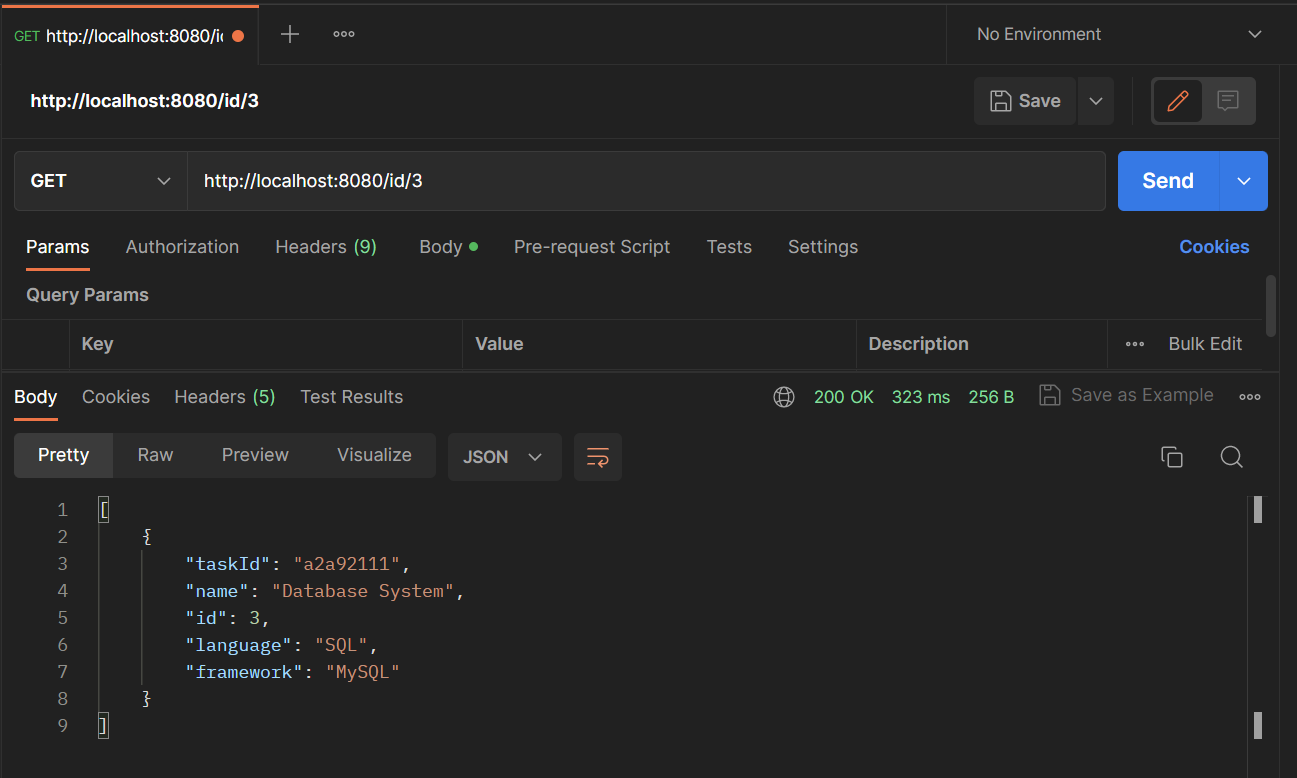 GET http://localhost:8080/i
No Environment
http://localhost:8080/id/3
Save
GET
http://localhost:8080/id/3
Send
Params Authorization Headers (9) Body Pre-request Script Tests Settings Cookies
Query Params
Key Value Description Bulk Edit
Body Cookies Headers (5) Test Results 200 OK 323 ms 256 B Save as Example
Pretty Raw Preview Visualize JSON
1 [
2 {
3 "taskId": "a2a92111",
4 "name": "Database System",
5 "id": 3,
6 "language": "SQL",
7 "framework": "MySQL"
8 }
9 ]